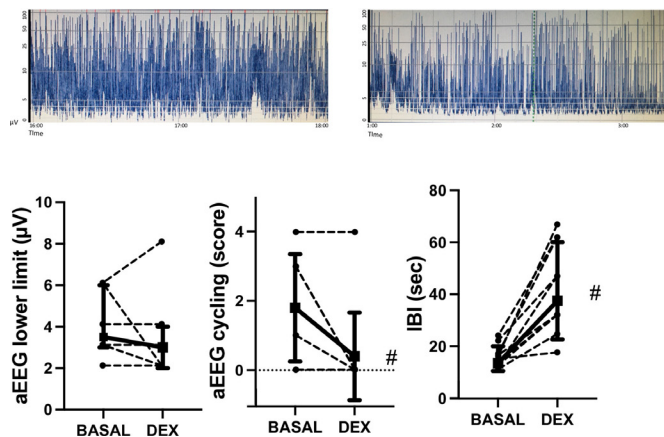 100
50
25
10
5
0
µV
16:00
17:00
18:00
Time
100
50
25
10
5
0
1:00
2:00
3:00
Time
aEEG lower limit (µV)
10
8
6
4
2
0
BASAL
DEX
aEEG cycling (score)
4
2
0
#
BASAL
DEX
IBI (sec)
80
60
40
20
0
#
BASAL
DEX